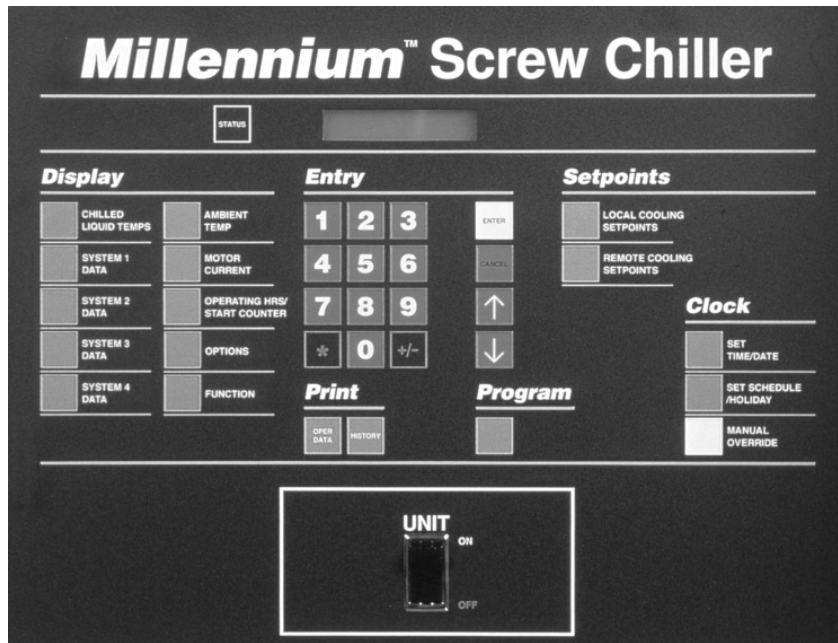 Millennium™ Screw Chiller
STATUS
Display
CHILLED
LIQUID TEMPS
AMBIENT
TEMP
SYSTEM 1
DATA
MOTOR
CURRENT
SYSTEM 2
DATA
OPERATING HRS/
START COUNTER
SYSTEM 3
DATA
OPTIONS
SYSTEM 4
DATA
FUNCTION
Entry
1 2 3
ENTER
4 5 6
CANCEL
7 8 9
↑
* 0 +/-
↓
Print
OPER
DATA
HISTORY
Program
Setpoints
LOCAL COOLING
SETPOINTS
REMOTE COOLING
SETPOINTS
Clock
SET
TIME/DATE
SET SCHEDULE
/HOLIDAY
MANUAL
OVERRIDE
UNIT
ON
OFF